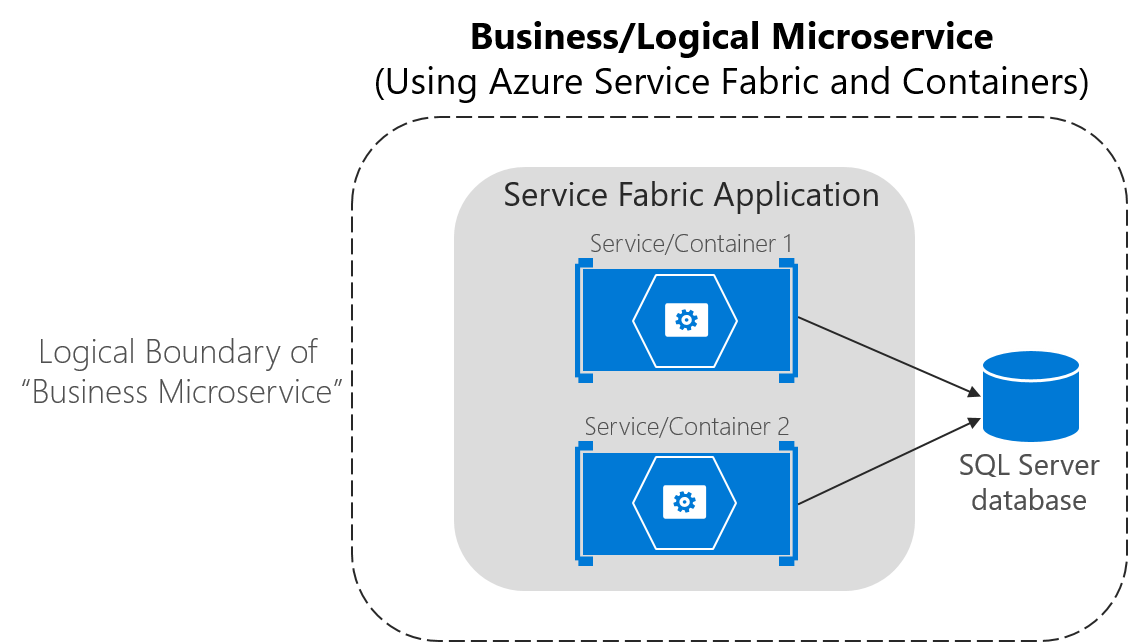 Business/Logical Microservice
(Using Azure Service Fabric and Containers)
Service Fabric Application
Service/Container 1
Logical Boundary of
“Business Microservice”
Service/Container 2
SQL Server
database